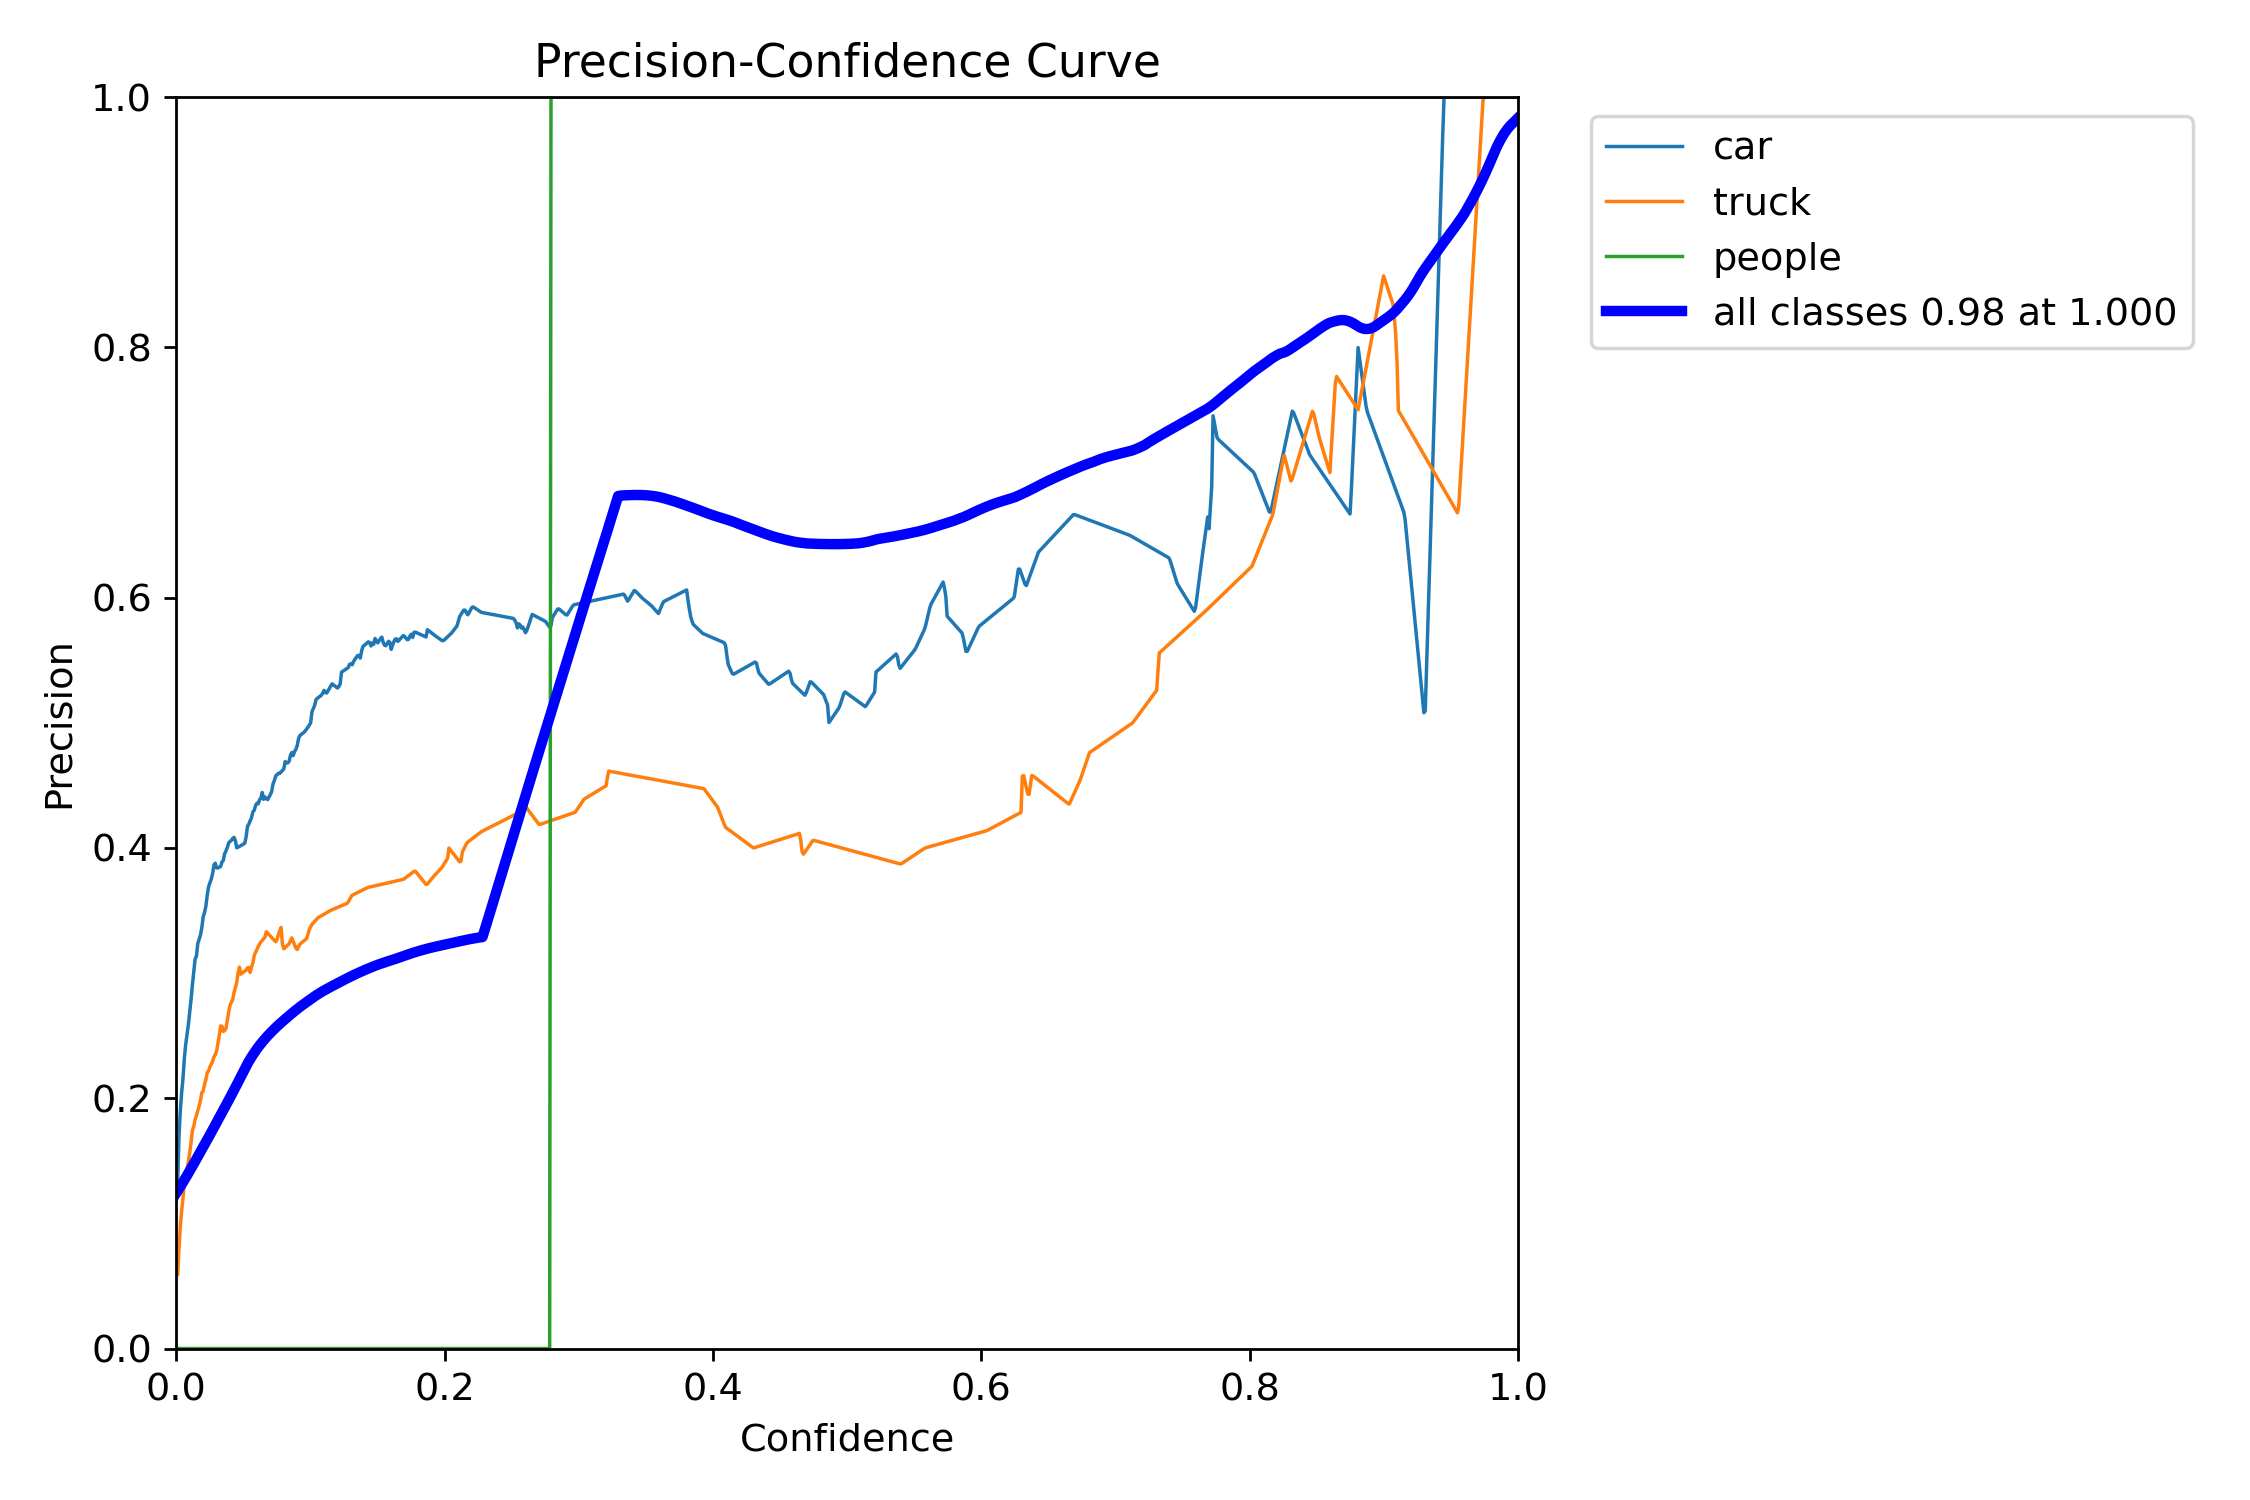 Precision-Confidence Curve
1.0
0.8
0.6
0.4
0.2
0.0
Precision
0.0 0.2 0.4 0.6 0.8 1.0
Confidence
car
truck
people
all classes 0.98 at 1.000